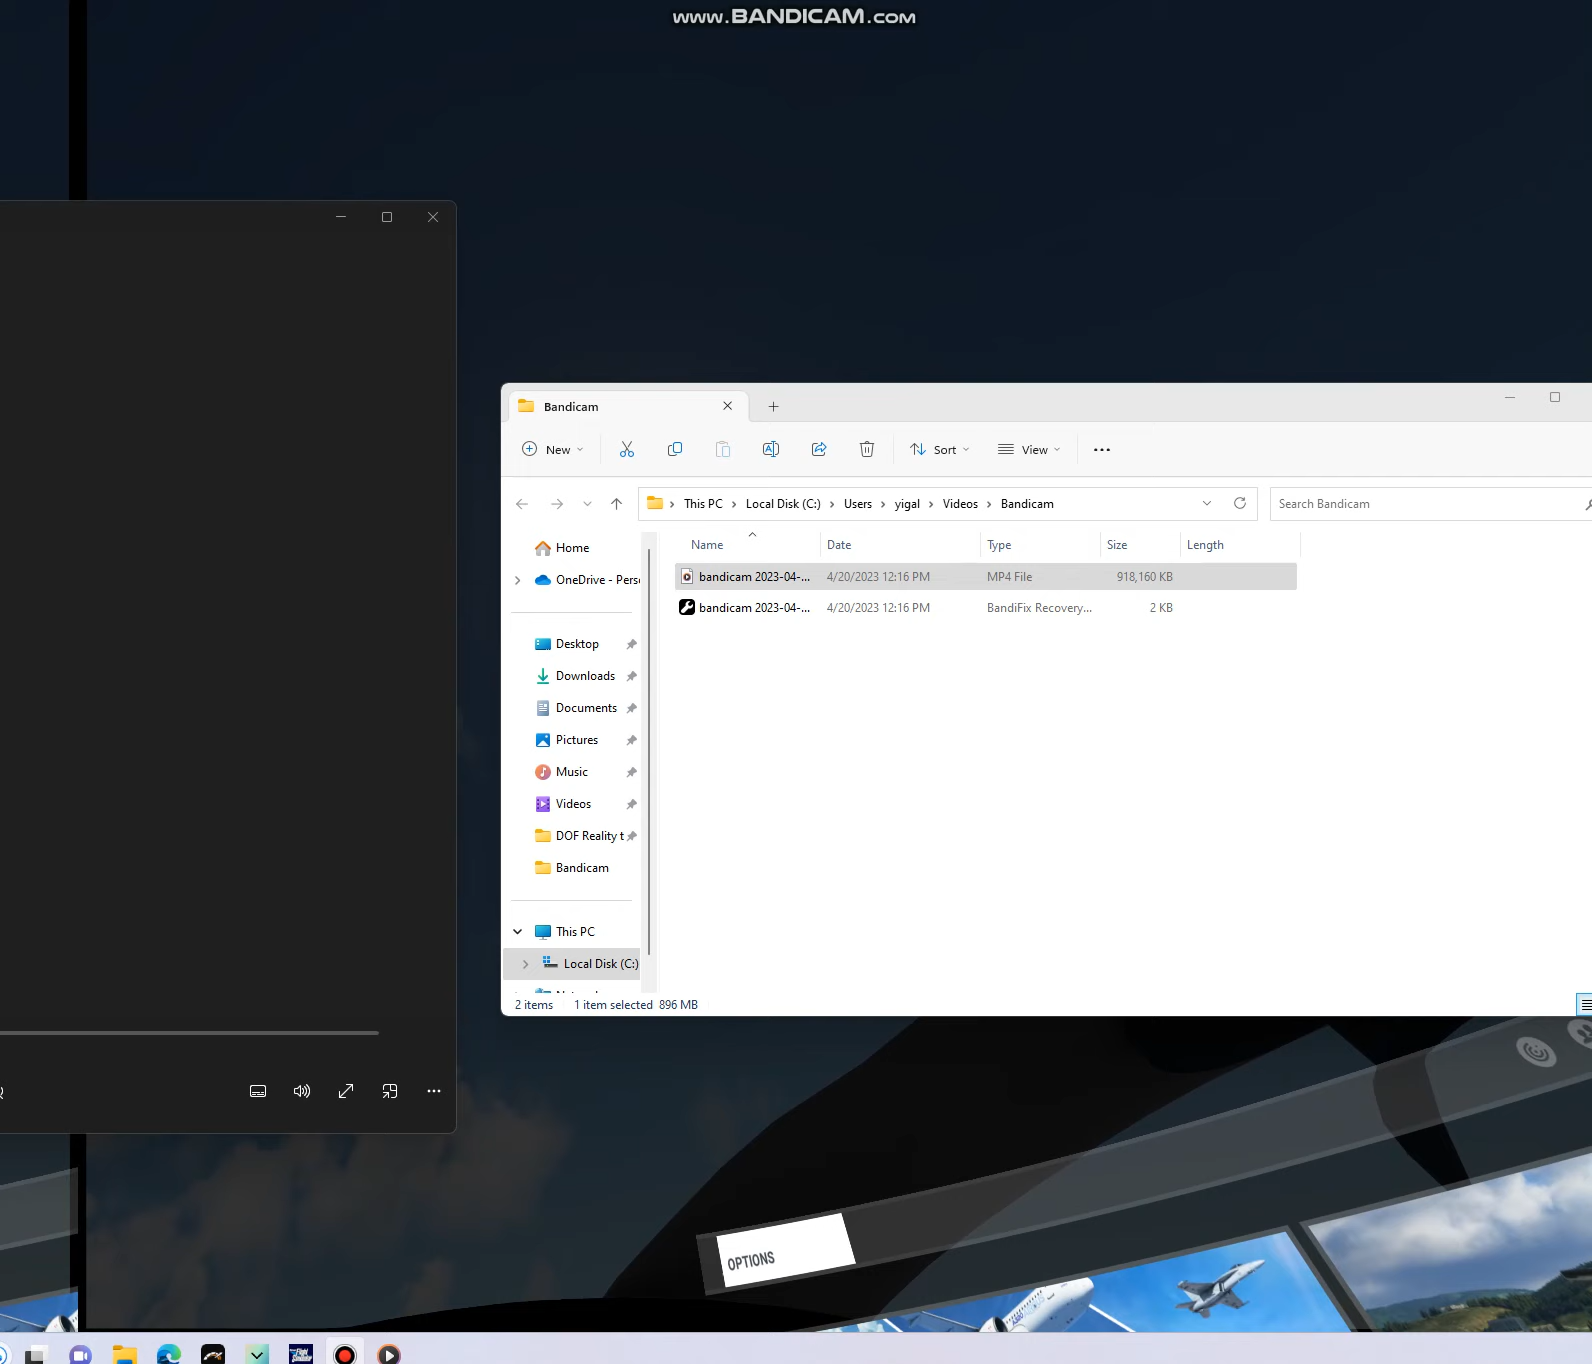 www.BANDICAM.COM
Bandicam
New
Sort
View
This PC
Local Disk (C:)
Users
yigal
Videos
Bandicam
Search Bandicam
Name
Date
Type
Size
Length
bandicam 2023-04-...
4/20/2023 12:16 PM
MP4 File
918,160 KB
bandicam 2023-04-...
4/20/2023 12:16 PM
BandiFix Recovery...
2 KB
Home
OneDrive - Pers
Desktop
Downloads
Documents
Pictures
Music
Videos
DOF Reality t
Bandicam
This PC
Local Disk (C:)
2 items
1 item selected 896 MB
OPTIONS